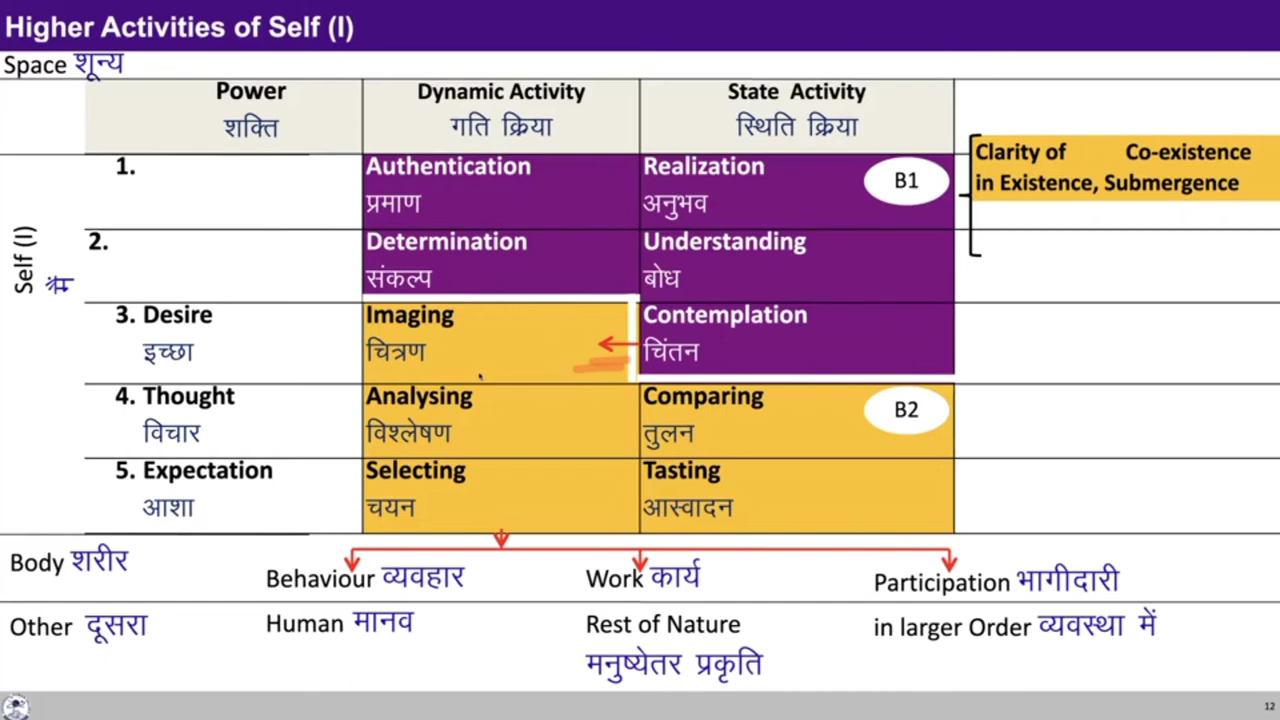 Higher Activities of Self (I)
Space शून्य
Power
शक्ति
Dynamic Activity
गति क्रिया
State Activity
स्थिति क्रिया
Self (I)
मैं
1.
Authentication
प्रमाण
Realization
अनुभव
B1
Clarity of Co-existence
in Existence, Submergence
2.
Determination
संकल्प
Understanding
बोध
3. Desire
इच्छा
Imaging
चित्रण
Contemplation
चिंतन
4. Thought
विचार
Analysing
विश्लेषण
Comparing
तुलन
B2
5. Expectation
आशा
Selecting
चयन
Tasting
आस्वादन
Body शरीर
Behaviour व्यवहार
Work कार्य
Participation भागीदारी
Other दूसरा
Human मानव
Rest of Nature
मनुष्येतर प्रकृति
in larger Order व्यवस्था में
12